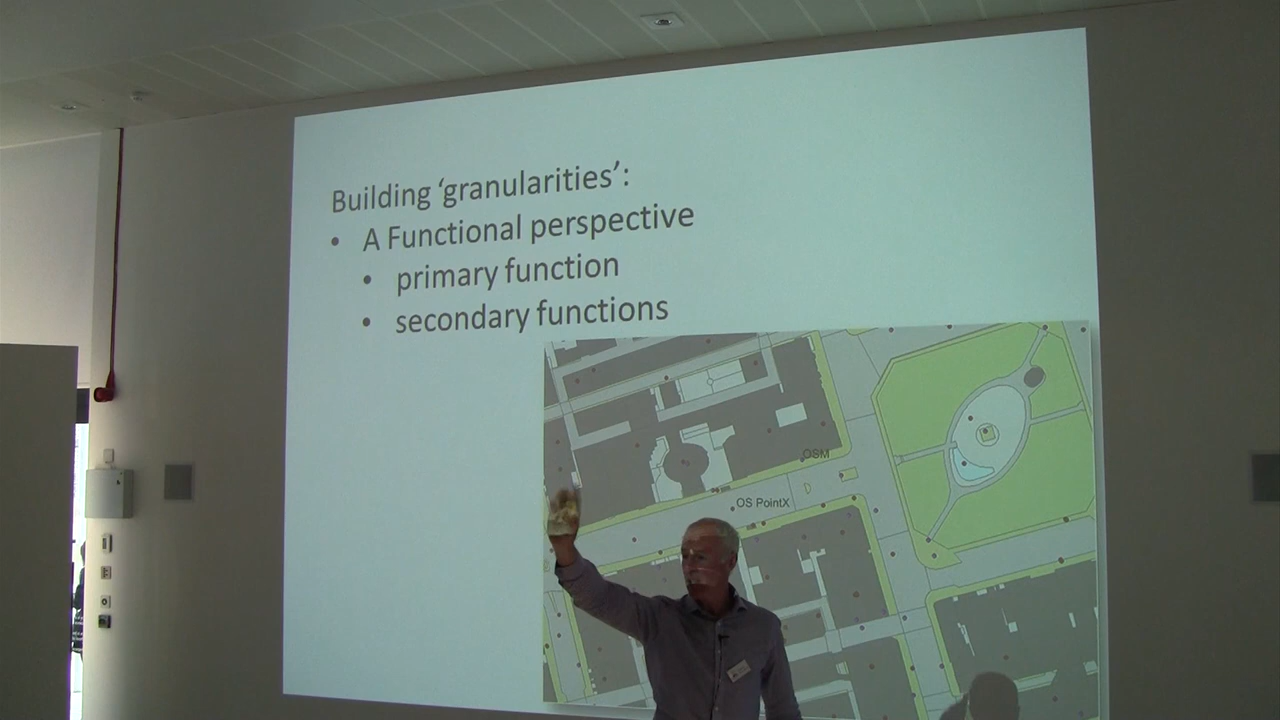 Building ‘granularities’:
• A Functional perspective
• primary function
• secondary functions
OSM
OS PointX